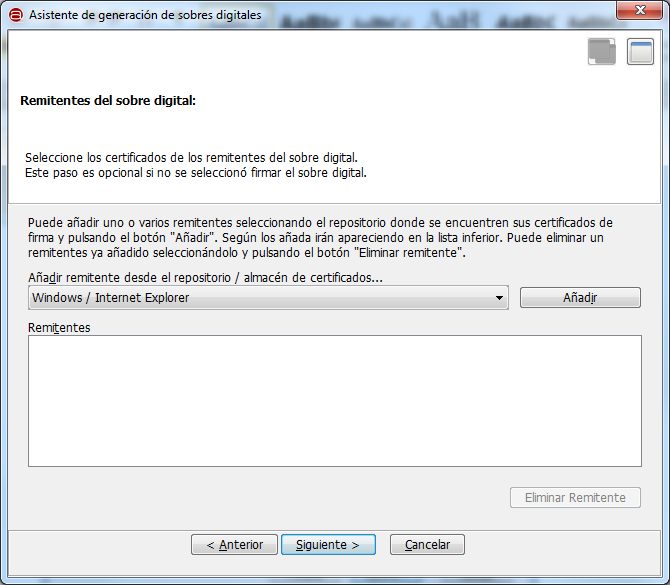 Asistente de generación de sobres digitales
Remitentes del sobre digital:
Seleccione los certificados de los remitentes del sobre digital.
Este paso es opcional si no se seleccionó firmar el sobre digital.
Puede añadir uno o varios remitentes seleccionando el repositorio donde se encuentren sus certificados de
firma y pulsando el botón "Añadir". Según los añada irán apareciendo en la lista inferior. Puede eliminar un
remitentes ya añadido seleccionándolo y pulsando el botón "Eliminar remitente".
Añadir remitente desde el repositorio / almacén de certificados...
Windows / Internet Explorer
Añadir
Remitentes
Eliminar Remitente
< Anterior
Siguiente >
Cancelar